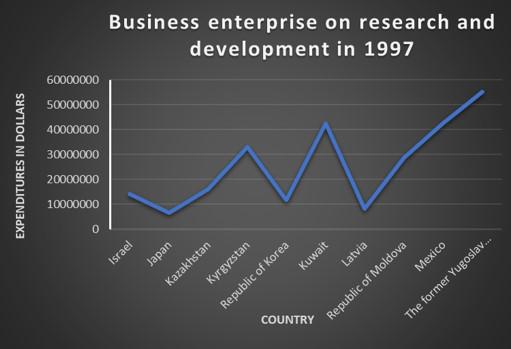 Business enterprise on research and
development in 1997
EXPENDITURES IN DOLLARS
60000000
50000000
40000000
30000000
20000000
10000000
0
Israel
Japan
Kazakhstan
Kyrgyzstan
Republic of Korea
Kuwait
Latvia
Republic of Moldova
Mexico
The former Yugoslav...
COUNTRY